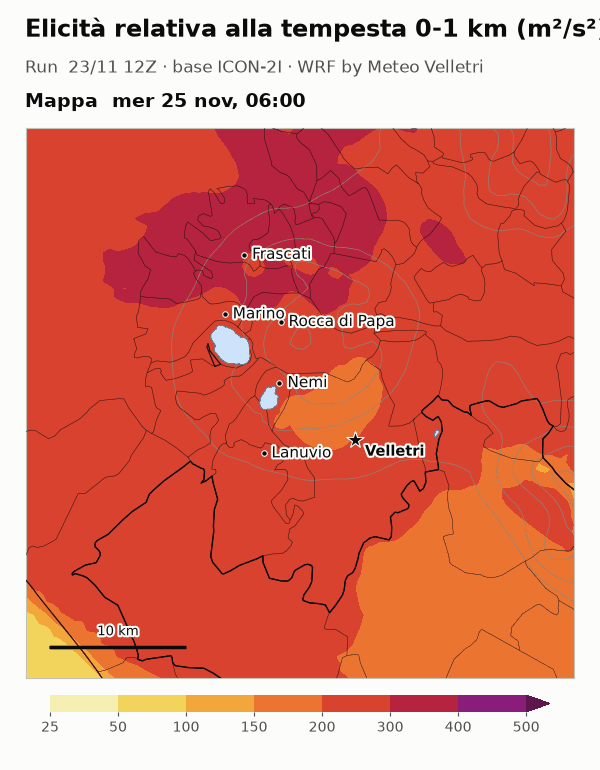 Elicità relativa alla tempesta 0-1 km (m²/s²)
Run  23/11 12Z · base ICON-2I · WRF by Meteo Velletri
Mappa  mer 25 nov, 06:00
Frascati
Marino
Rocca di Papa
Nemi
Lanuvio
Velletri
10 km
25 50 100 150 200 300 400 500